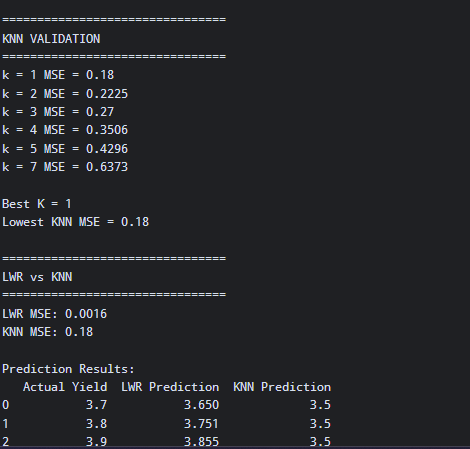 ===============================
KNN VALIDATION
===============================
k = 1 MSE = 0.18
k = 2 MSE = 0.2225
k = 3 MSE = 0.27
k = 4 MSE = 0.3506
k = 5 MSE = 0.4296
k = 7 MSE = 0.6373

Best K = 1
Lowest KNN MSE = 0.18

===============================
LWR vs KNN
===============================
LWR MSE: 0.0016
KNN MSE: 0.18

Prediction Results:
   Actual Yield  LWR Prediction  KNN Prediction
0           3.7           3.650             3.5
1           3.8           3.751             3.5
2           3.9           3.855             3.5